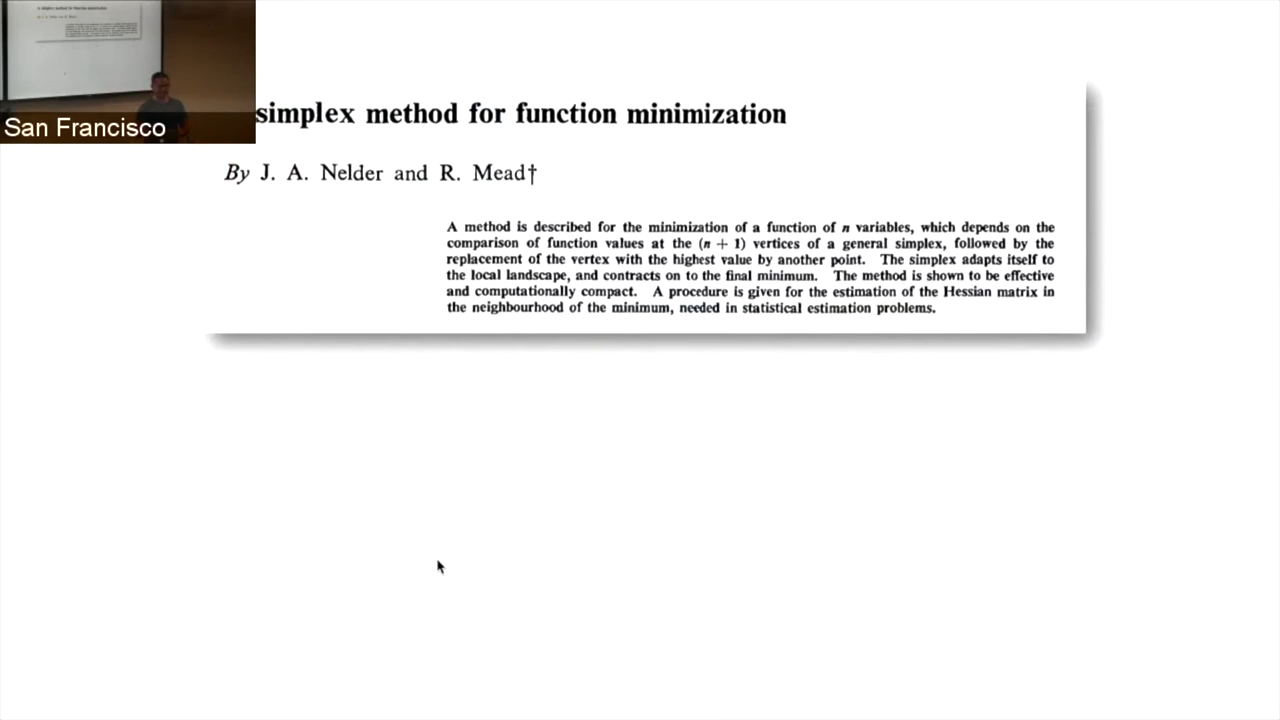 San Francisco
simplex method for function minimization
By J. A. Nelder and R. Mead†
A method is described for the minimization of a function of n variables, which depends on the
comparison of function values at the (n + 1) vertices of a general simplex, followed by the
replacement of the vertex with the highest value by another point. The simplex adapts itself to
the local landscape, and contracts on to the final minimum. The method is shown to be effective
and computationally compact. A procedure is given for the estimation of the Hessian matrix in
the neighbourhood of the minimum, needed in statistical estimation problems.